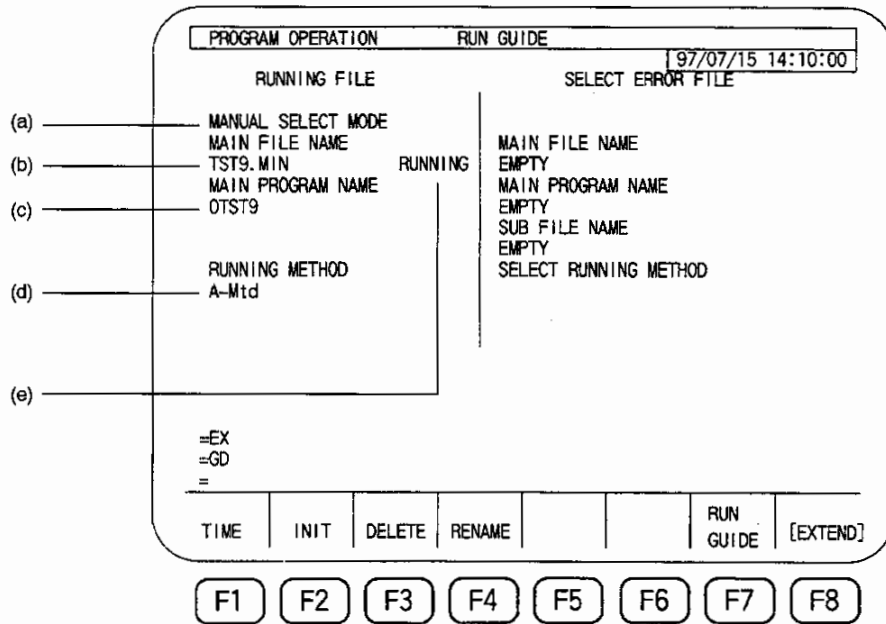 PROGRAM OPERATION RUN GUIDE
97/07/15 14:10:00
RUNNING FILE SELECT ERROR FILE
(a) MANUAL SELECT MODE
MAIN FILE NAME MAIN FILE NAME
(b) TST9.MIN RUNNING EMPTY
MAIN PROGRAM NAME MAIN PROGRAM NAME
(c) OTST9 EMPTY
SUB FILE NAME
EMPTY
RUNNING METHOD SELECT RUNNING METHOD
(d) A-Mtd
(e)
=EX
=GD
=
TIME INIT DELETE RENAME RUN GUIDE [EXTEND]
F1 F2 F3 F4 F5 F6 F7 F8